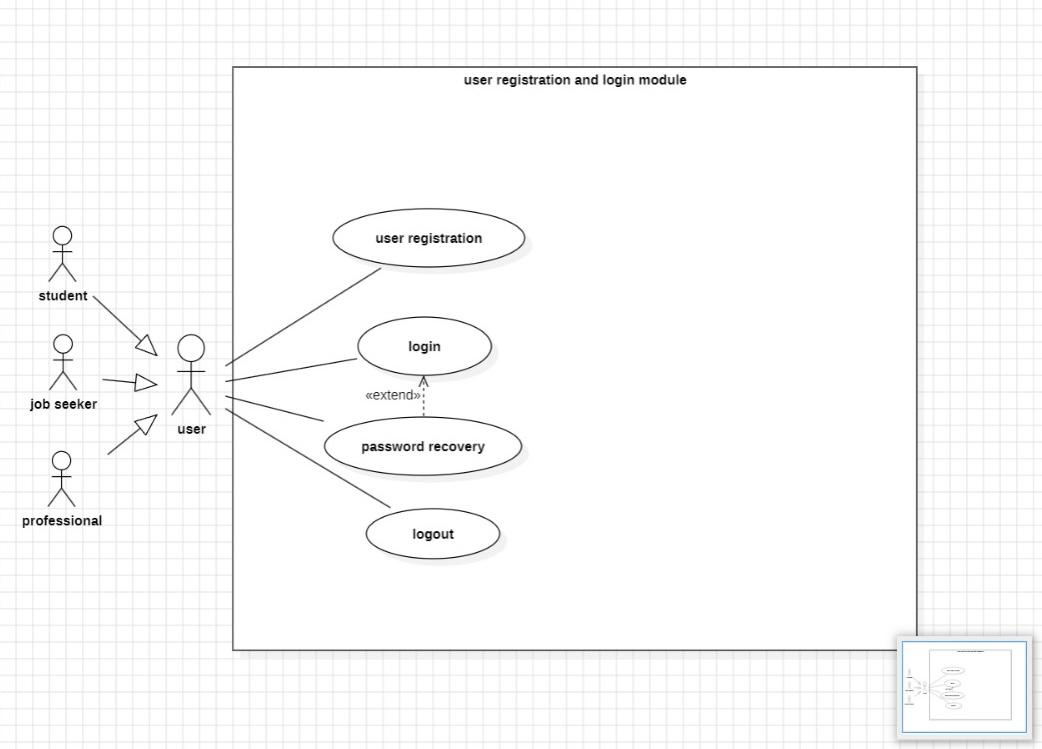 user registration and login module
user registration
student
login
«extend»
job seeker
user
password recovery
professional
logout